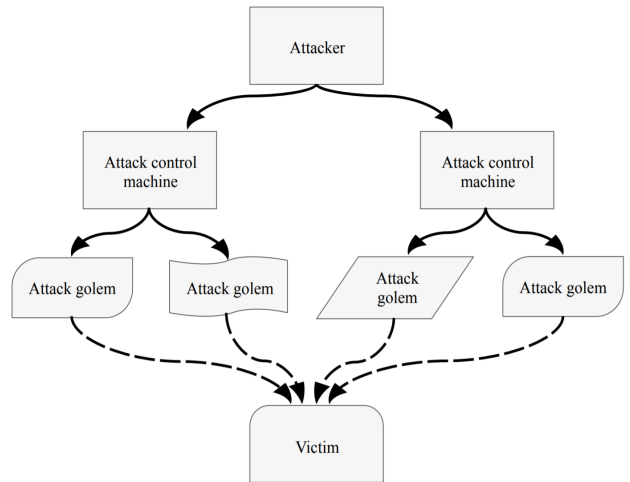 Attacker
Attack control
machine
Attack control
machine
Attack golem
Attack golem
Attack
golem
Attack golem
Victim